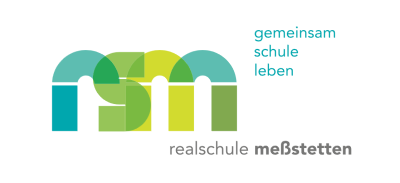 gemeinsam
schule
leben
rsm
realschule meßstetten